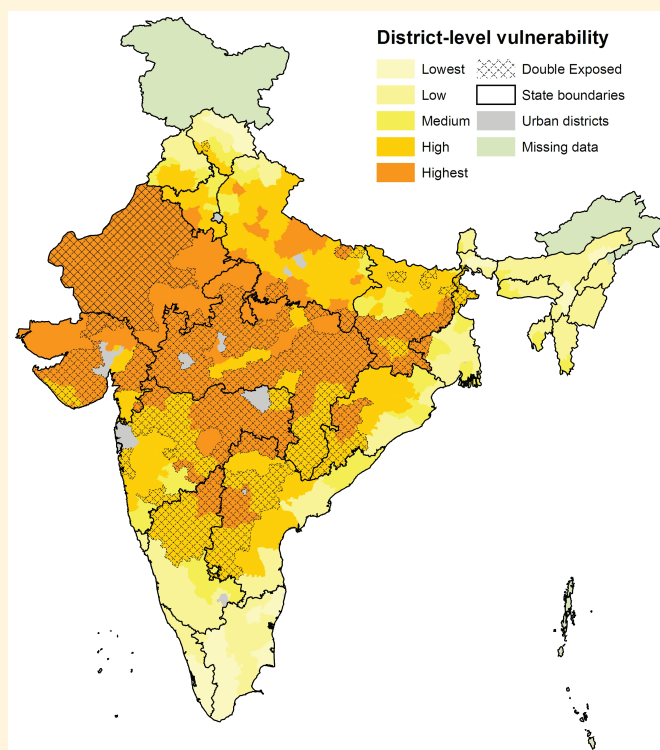 District-level vulnerability
Lowest
Low
Medium
High
Highest
Double Exposed
State boundaries
Urban districts
Missing data